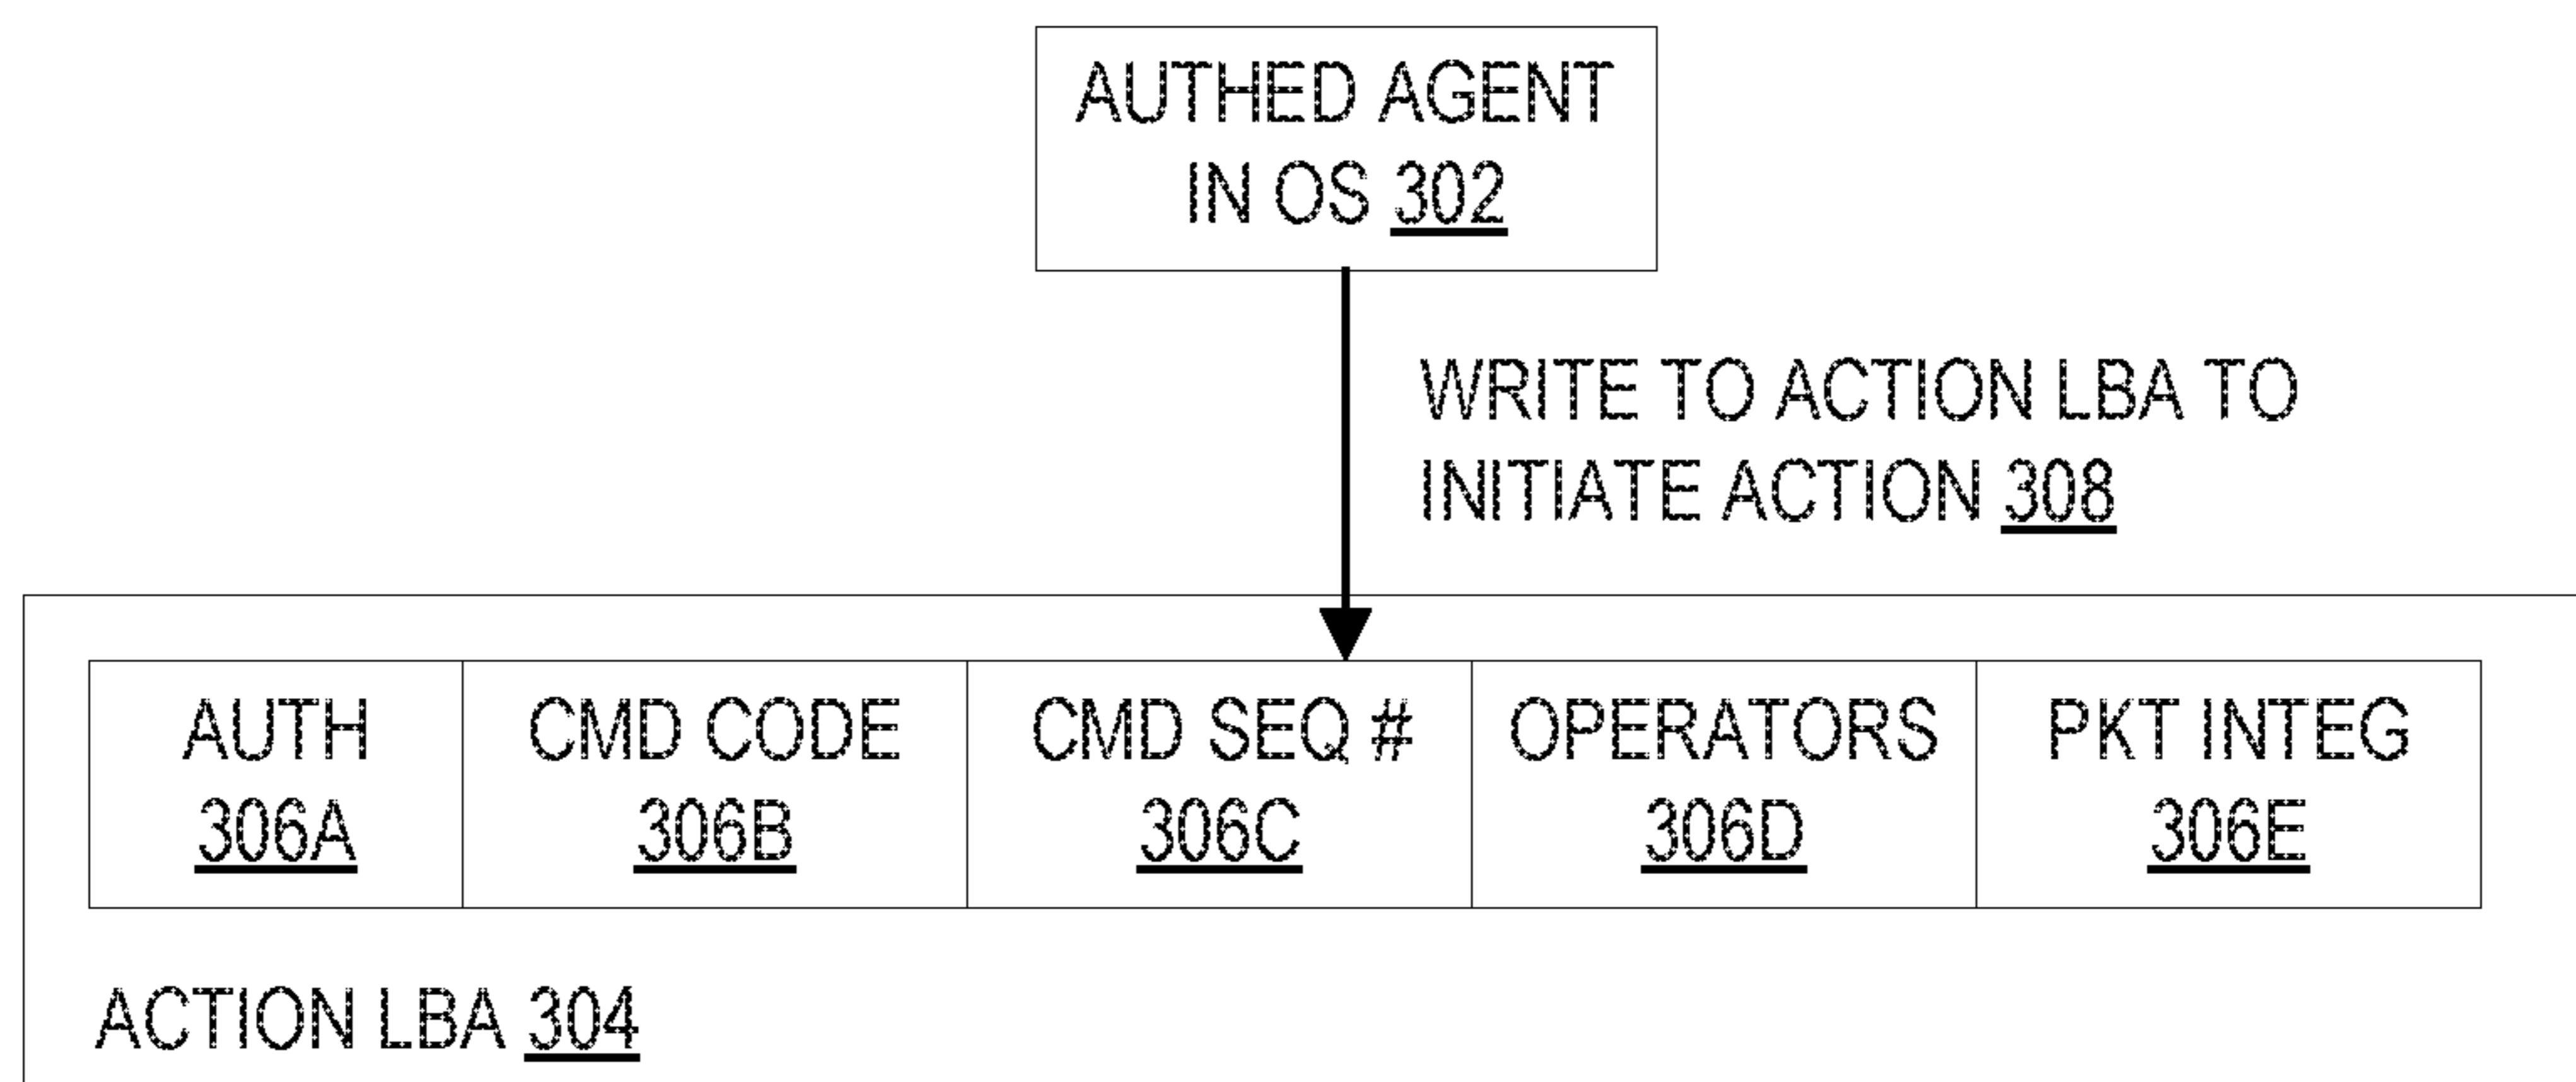 AUTHED AGENT
IN OS 302
WRITE TO ACTION LBA TO
INITIATE ACTION 308
AUTH
306A
CMD CODE
306B
CMD SEQ #
306C
OPERATORS
306D
PKT INTEG
306E
ACTION LBA 304